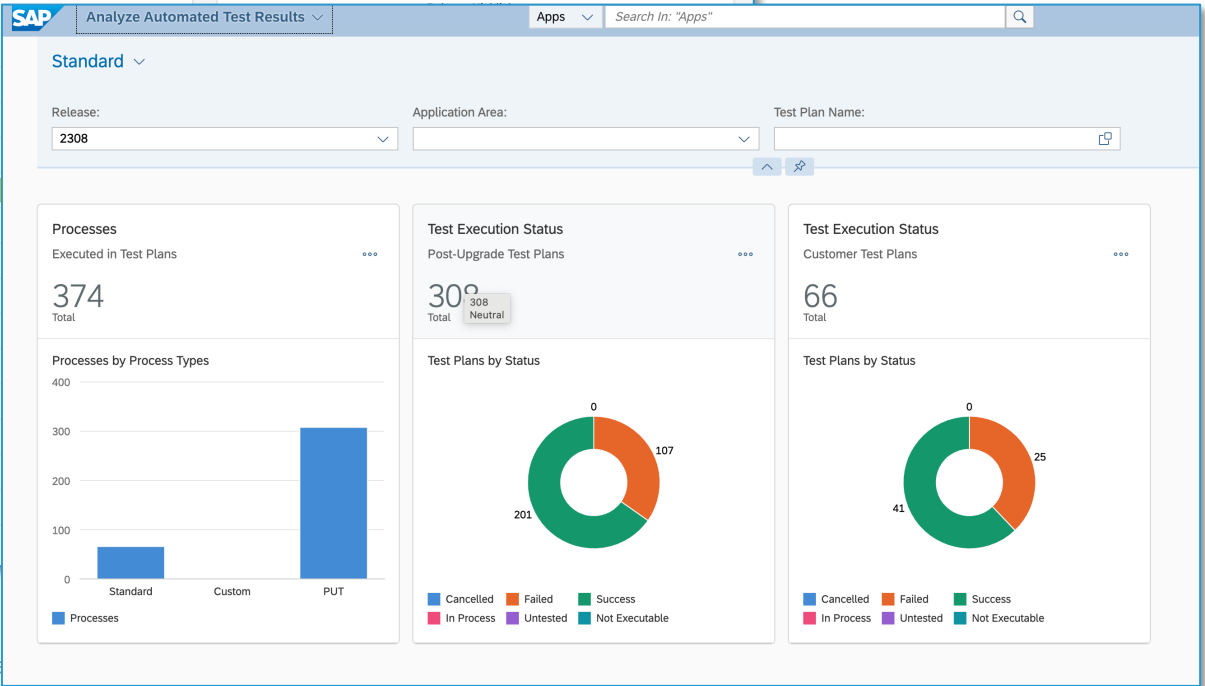 SAP
Analyze Automated Test Results
Apps
Search In: "Apps"
Standard
Release:
Application Area:
Test Plan Name:
2308
Processes
Executed in Test Plans
374
Total
Processes by Process Types
400
300
200
100
0
Standard
Custom
PUT
Processes
Test Execution Status
Post-Upgrade Test Plans
308
Total
308
Neutral
Test Plans by Status
0
107
201
Cancelled
Failed
Success
In Process
Untested
Not Executable
Test Execution Status
Customer Test Plans
66
Total
Test Plans by Status
0
25
41
Cancelled
Failed
Success
In Process
Untested
Not Executable